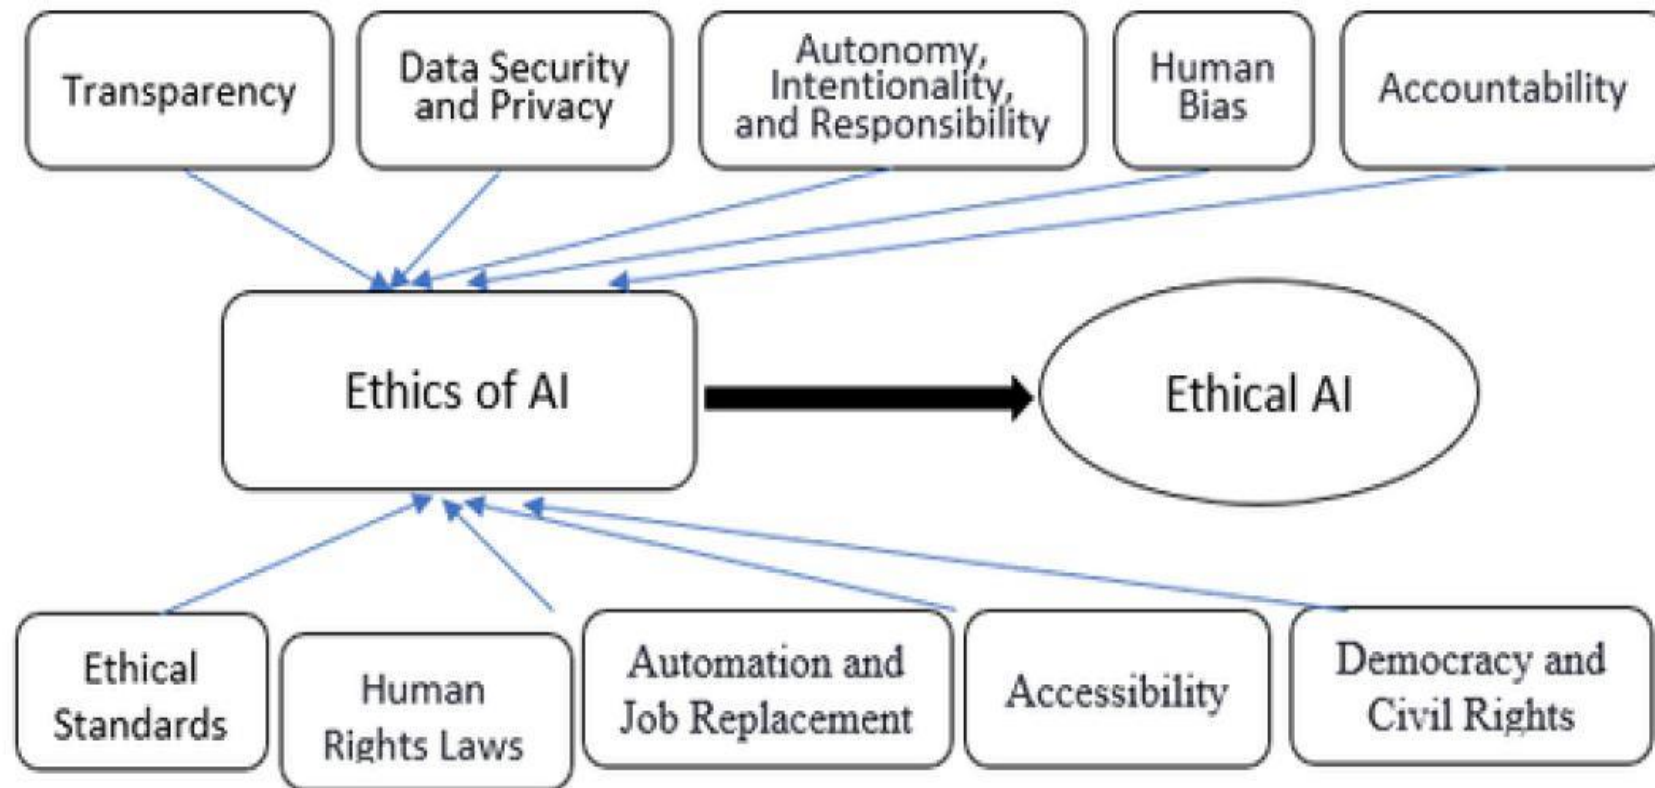 Transparency
Data Security
and Privacy
Autonomy,
Intentionality,
and Responsibility
Human
Bias
Accountability
Ethics of AI
Ethical AI
Ethical
Standards
Human
Rights Laws
Automation and
Job Replacement
Accessibility
Democracy and
Civil Rights